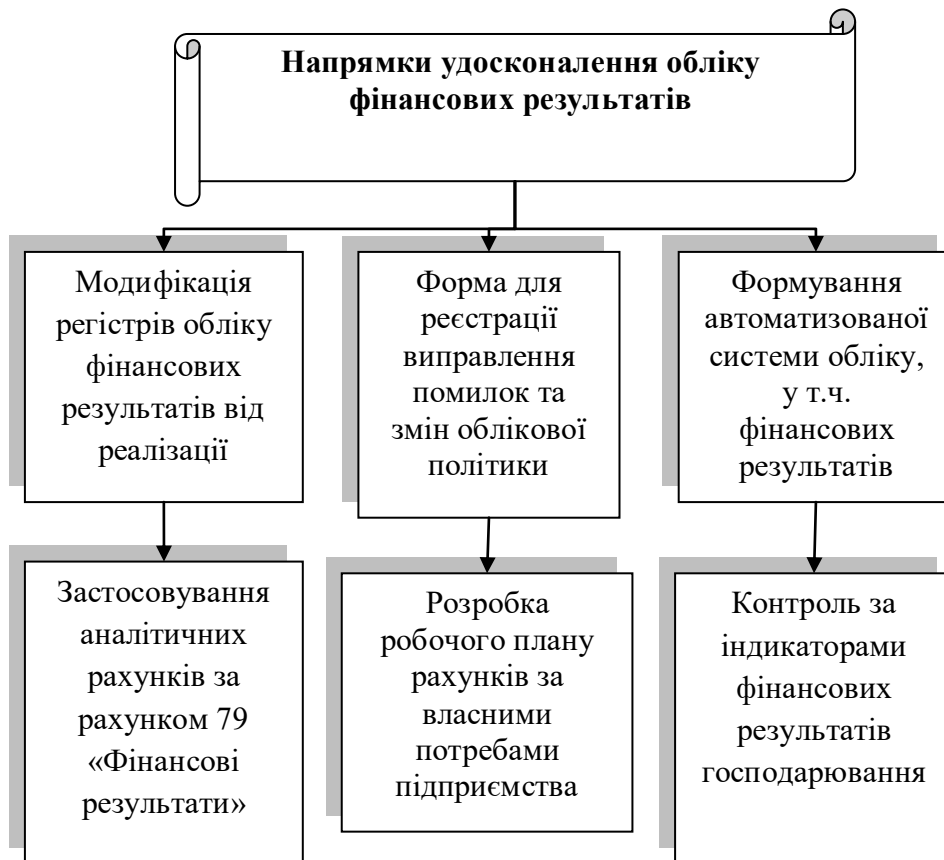 Напрямки удосконалення обліку
фінансових результатів
Модифікація
регістрів обліку
фінансових
результатів від
реалізації
Форма для
реєстрації
виправлення
помилок та
змін облікової
політики
Формування
автоматизованої
системи обліку,
у т.ч.
фінансових
результатів
Застосовування
аналітичних
рахунків за
рахунком 79
«Фінансові
результати»
Розробка
робочого плану
рахунків за
власними
потребами
підприємства
Контроль за
індикаторами
фінансових
результатів
господарювання